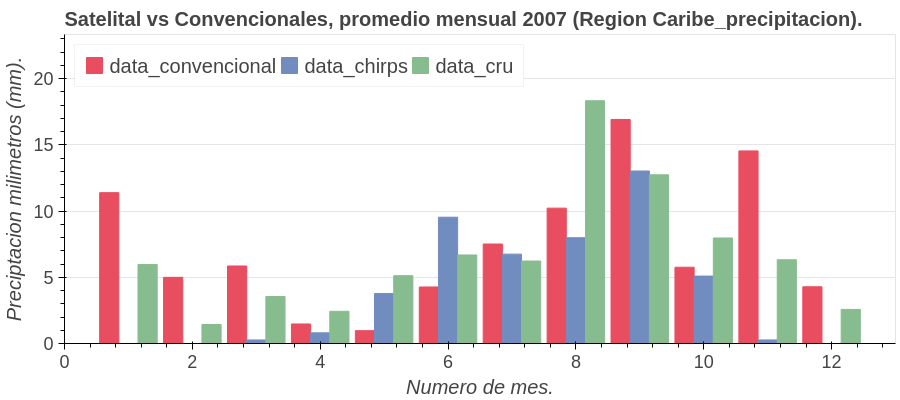 Satelital vs Convencionales, promedio mensual 2007 (Region Caribe_precipitacion).
data_convencional data_chirps data_cru
Preciptacion milimetros (mm).
20
15
10
5
0
0 2 4 6 8 10 12
Numero de mes.